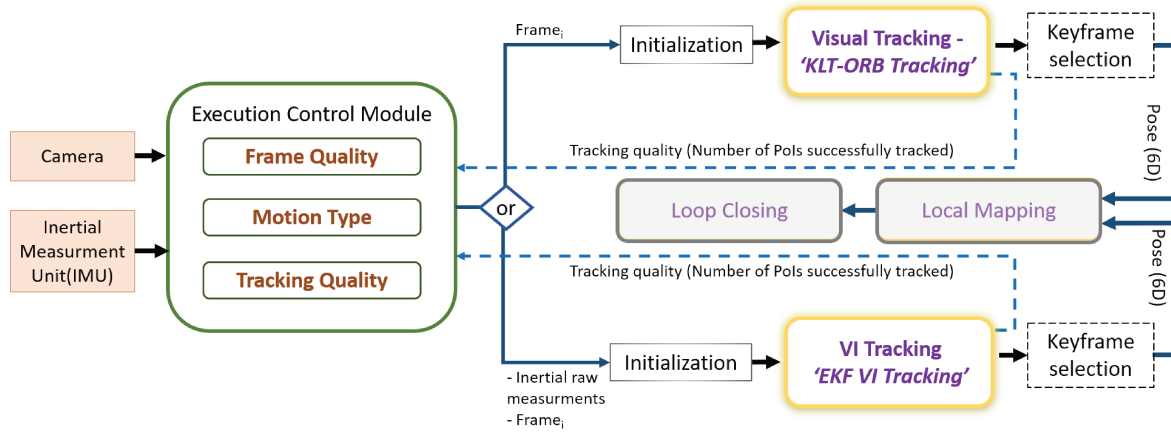 Camera
Inertial
Measurment
Unit(IMU)
Execution Control Module
Frame Quality
Motion Type
Tracking Quality
or
Frameᵢ
Initialization
Visual Tracking -
‘KLT-ORB Tracking’
Keyframe
selection
Tracking quality (Number of PoIs successfully tracked)
Pose (6D)
Loop Closing
Local Mapping
Tracking quality (Number of PoIs successfully tracked)
Pose (6D)
- Inertial raw
measurments
- Frameᵢ
Initialization
VI Tracking
‘EKF VI Tracking’
Keyframe
selection